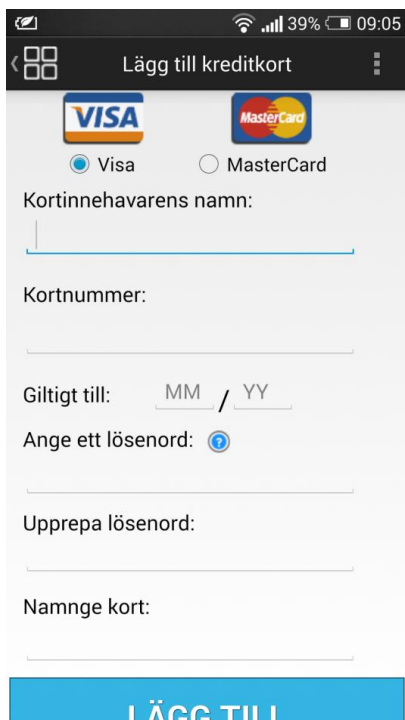 39% 09:05
Lägg till kreditkort
VISA MasterCard
Visa MasterCard
Kortinnehavarens namn:
Kortnummer:
Giltigt till: MM / YY
Ange ett lösenord: ?
Upprepa lösenord:
Namnge kort:
LÄGG TILL